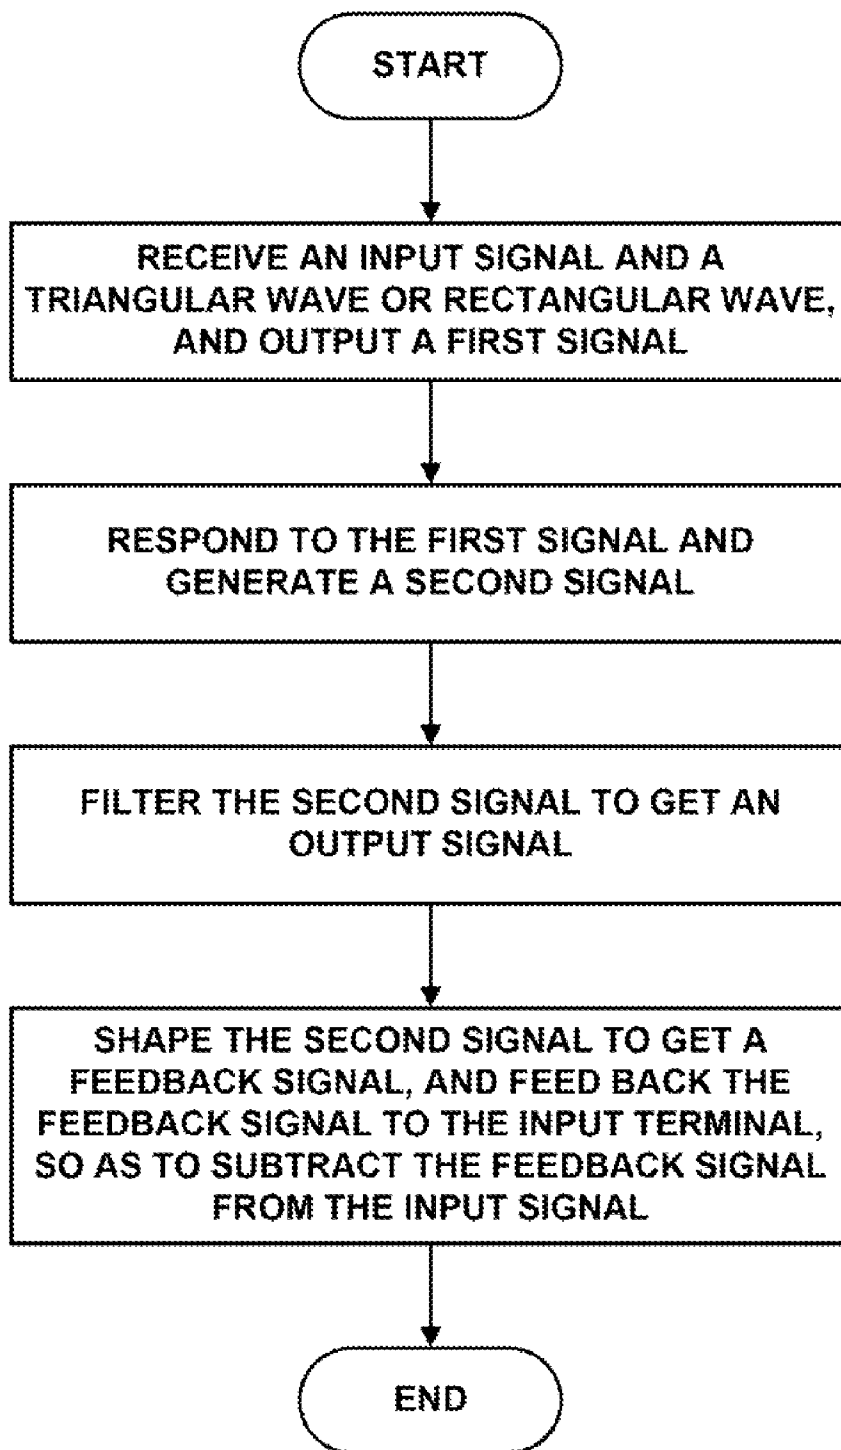 START
RECEIVE AN INPUT SIGNAL AND A
TRIANGULAR WAVE OR RECTANGULAR WAVE,
AND OUTPUT A FIRST SIGNAL
RESPOND TO THE FIRST SIGNAL AND
GENERATE A SECOND SIGNAL
FILTER THE SECOND SIGNAL TO GET AN
OUTPUT SIGNAL
SHAPE THE SECOND SIGNAL TO GET A
FEEDBACK SIGNAL, AND FEED BACK THE
FEEDBACK SIGNAL TO THE INPUT TERMINAL,
SO AS TO SUBTRACT THE FEEDBACK SIGNAL
FROM THE INPUT SIGNAL
END